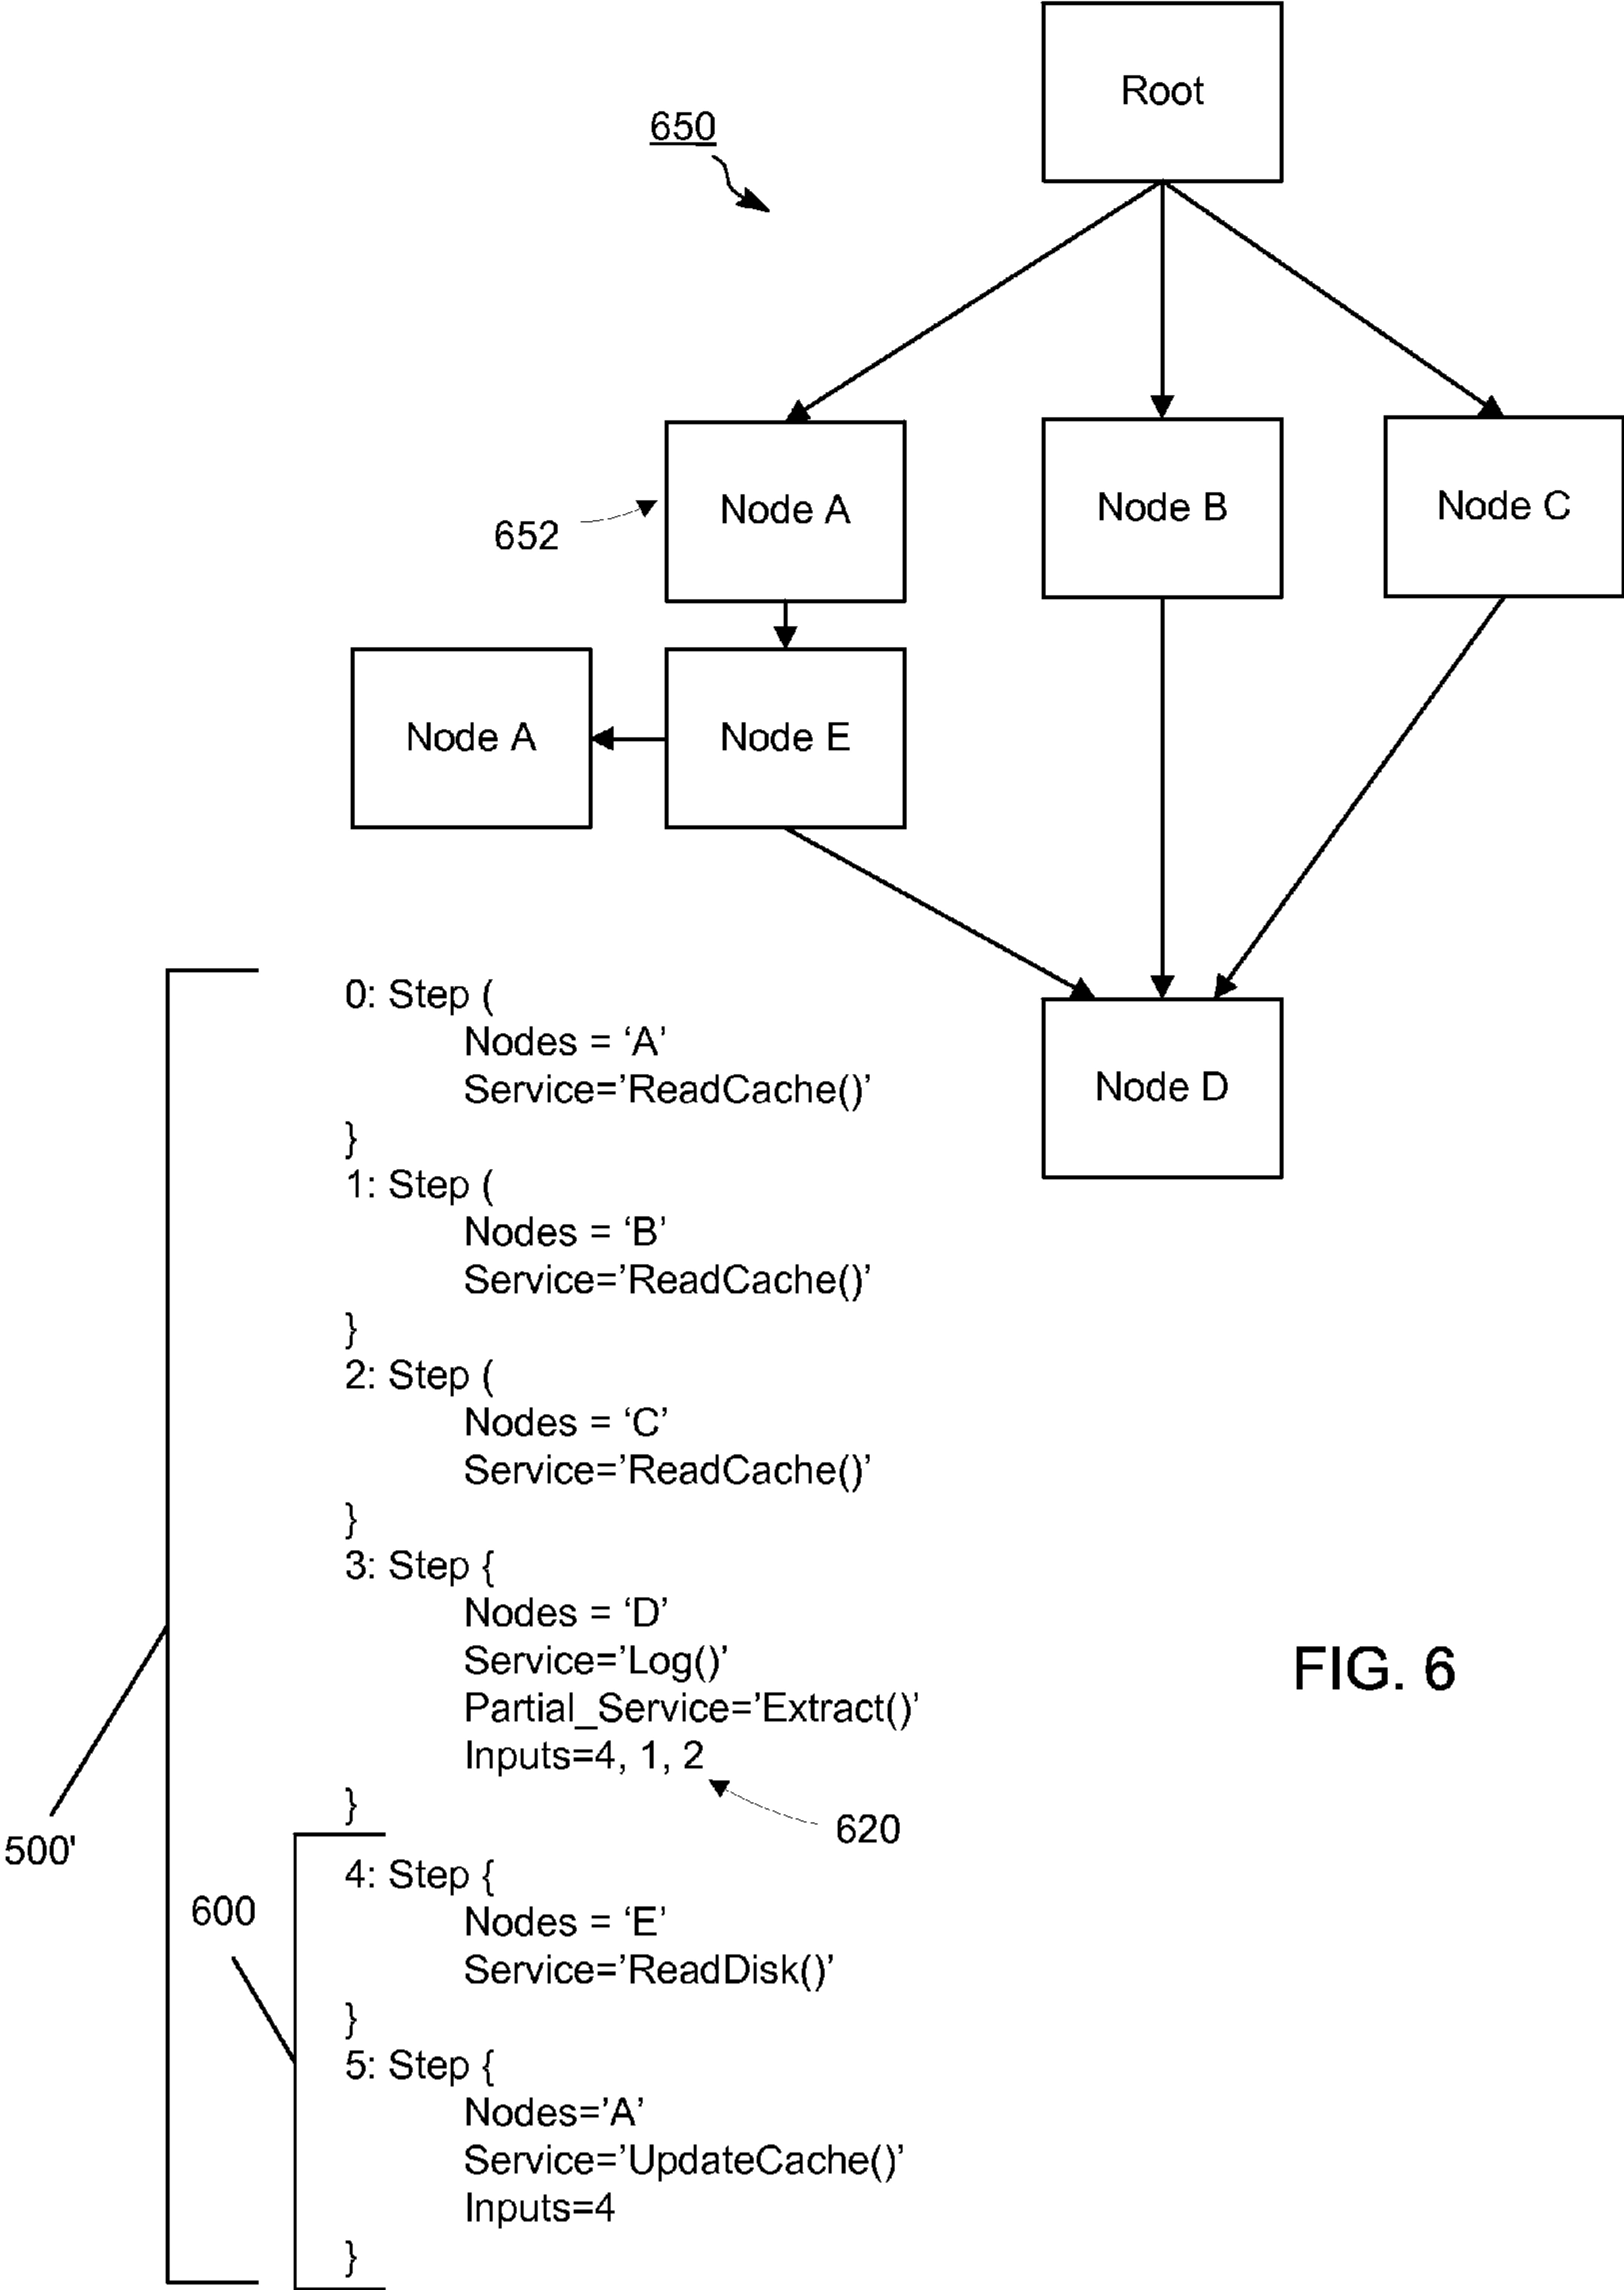 Root
650
Node A
Node B
Node C
652
Node A
Node E
Node D
0: Step (
Nodes = ‘A’
Service=’ReadCache()’
}
1: Step (
Nodes = ‘B’
Service=’ReadCache()’
}
2: Step (
Nodes = ‘C’
Service=’ReadCache()’
}
3: Step {
Nodes = ‘D’
Service=’Log()’
Partial_Service=’Extract()’
Inputs=4, 1, 2
}
620
500'
600
4: Step {
Nodes = ‘E’
Service=’ReadDisk()’
}
5: Step {
Nodes=’A’
Service=’UpdateCache()’
Inputs=4
}
FIG. 6